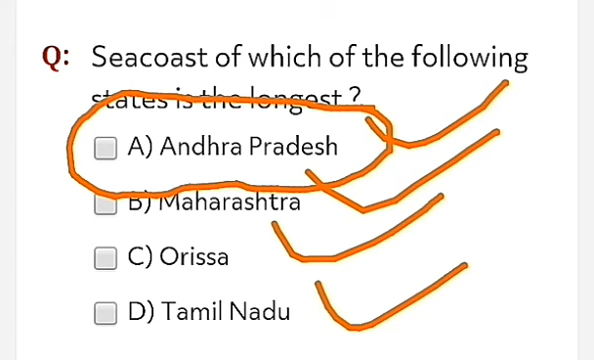 Q: Seacoast of which of the following
states is the longest ?
A) Andhra Pradesh
B) Maharashtra
C) Orissa
D) Tamil Nadu